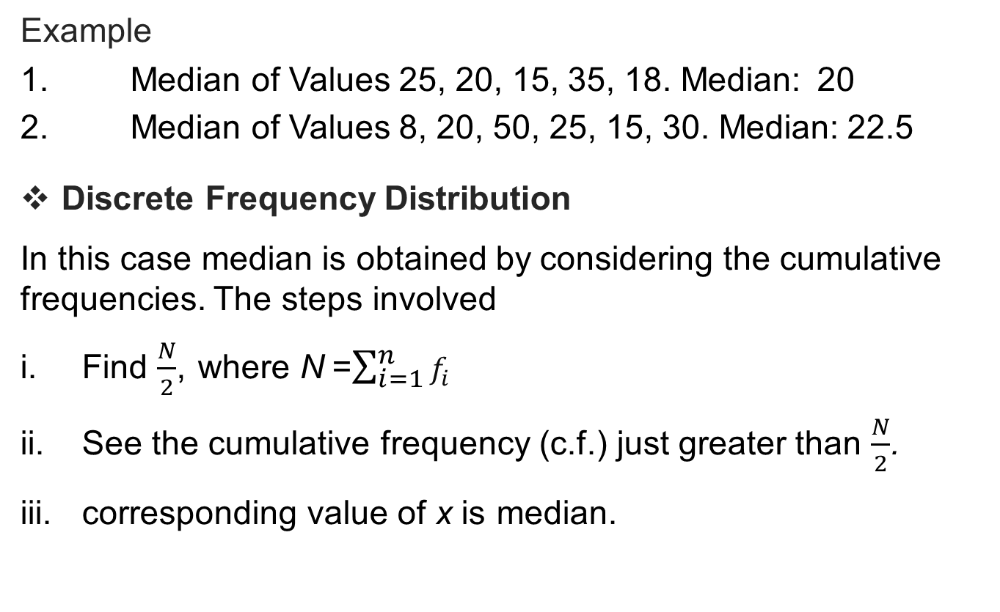 Example
1. Median of Values 25, 20, 15, 35, 18. Median: 20
2. Median of Values 8, 20, 50, 25, 15, 30. Median: 22.5
❖ Discrete Frequency Distribution
In this case median is obtained by considering the cumulative
frequencies. The steps involved
i. Find \frac{N}{2}, where N =\sum_{i=1}^{n} f_i
ii. See the cumulative frequency (c.f.) just greater than \frac{N}{2}.
iii. corresponding value of x is median.